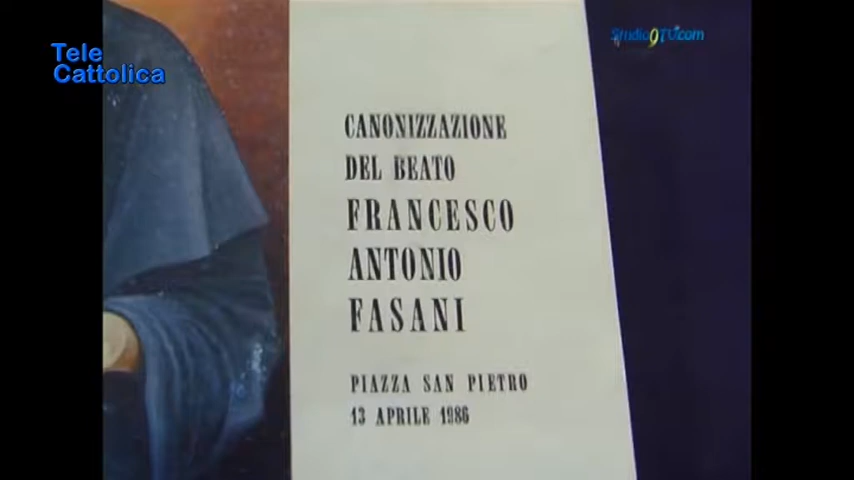 Tele
Cattolica
Studio9TV.com
CANONIZZAZIONE
DEL BEATO
FRANCESCO
ANTONIO
FASANI
PIAZZA SAN PIETRO
13 APRILE 1986